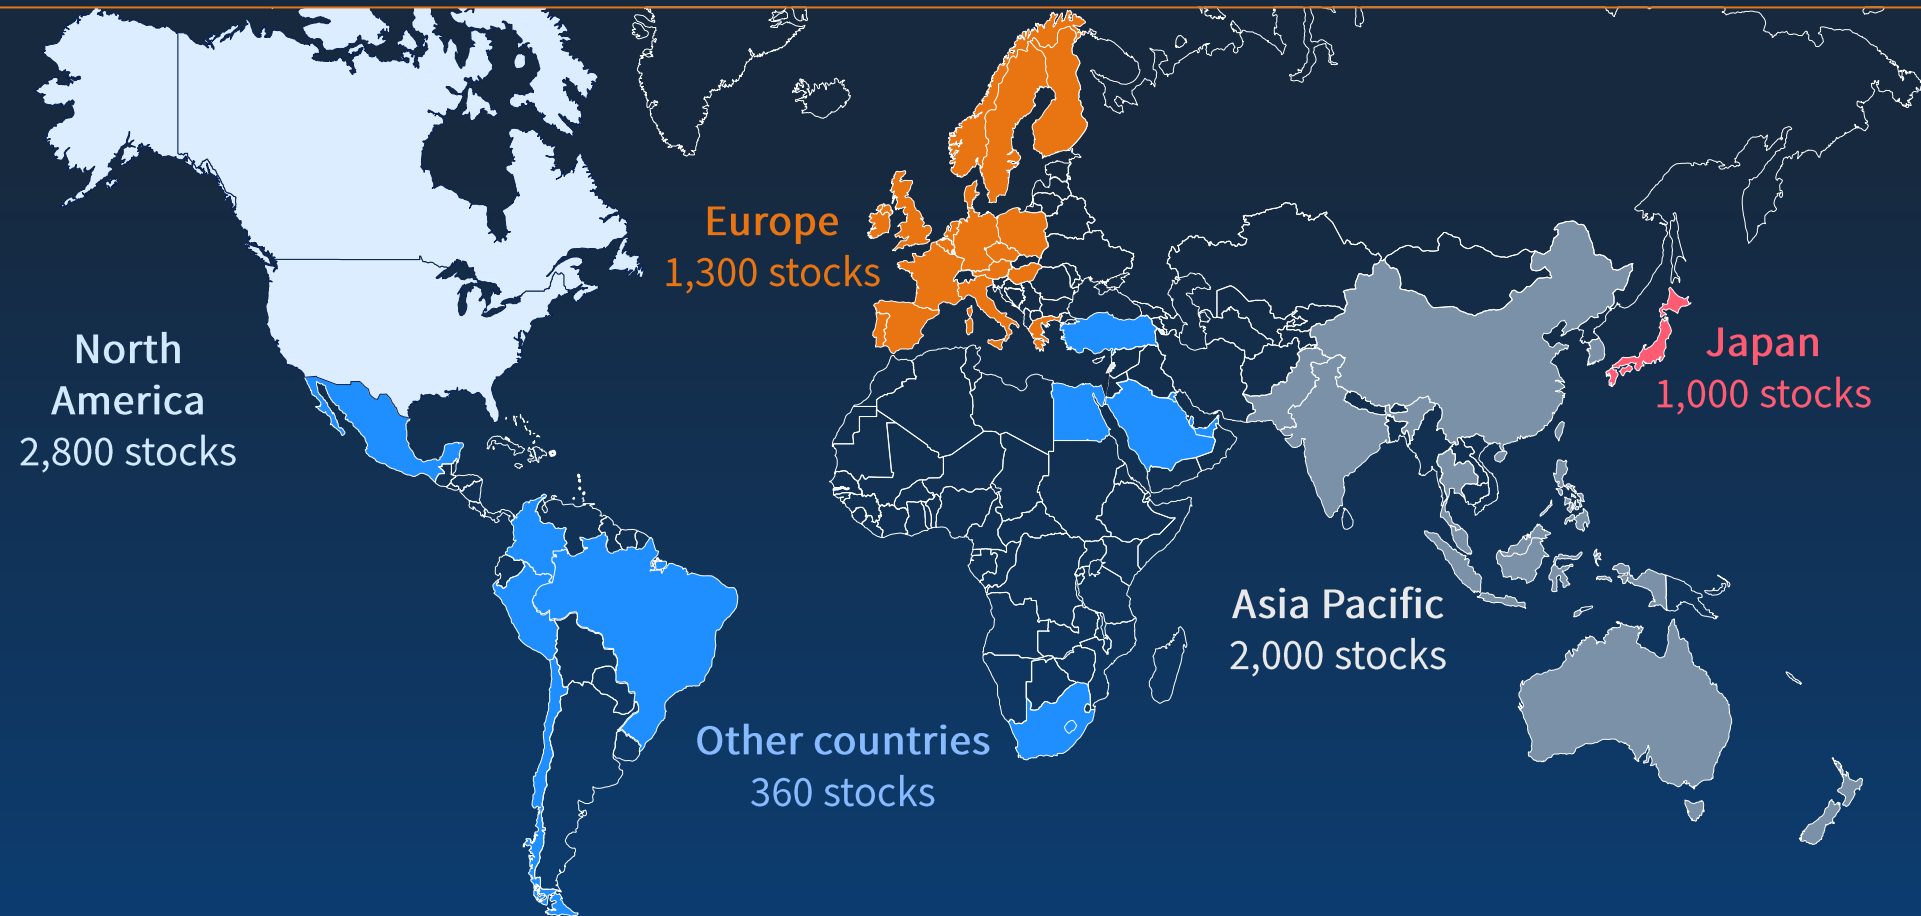 North
America
2,800 stocks
Europe
1,300 stocks
Japan
1,000 stocks
Asia Pacific
2,000 stocks
Other countries
360 stocks